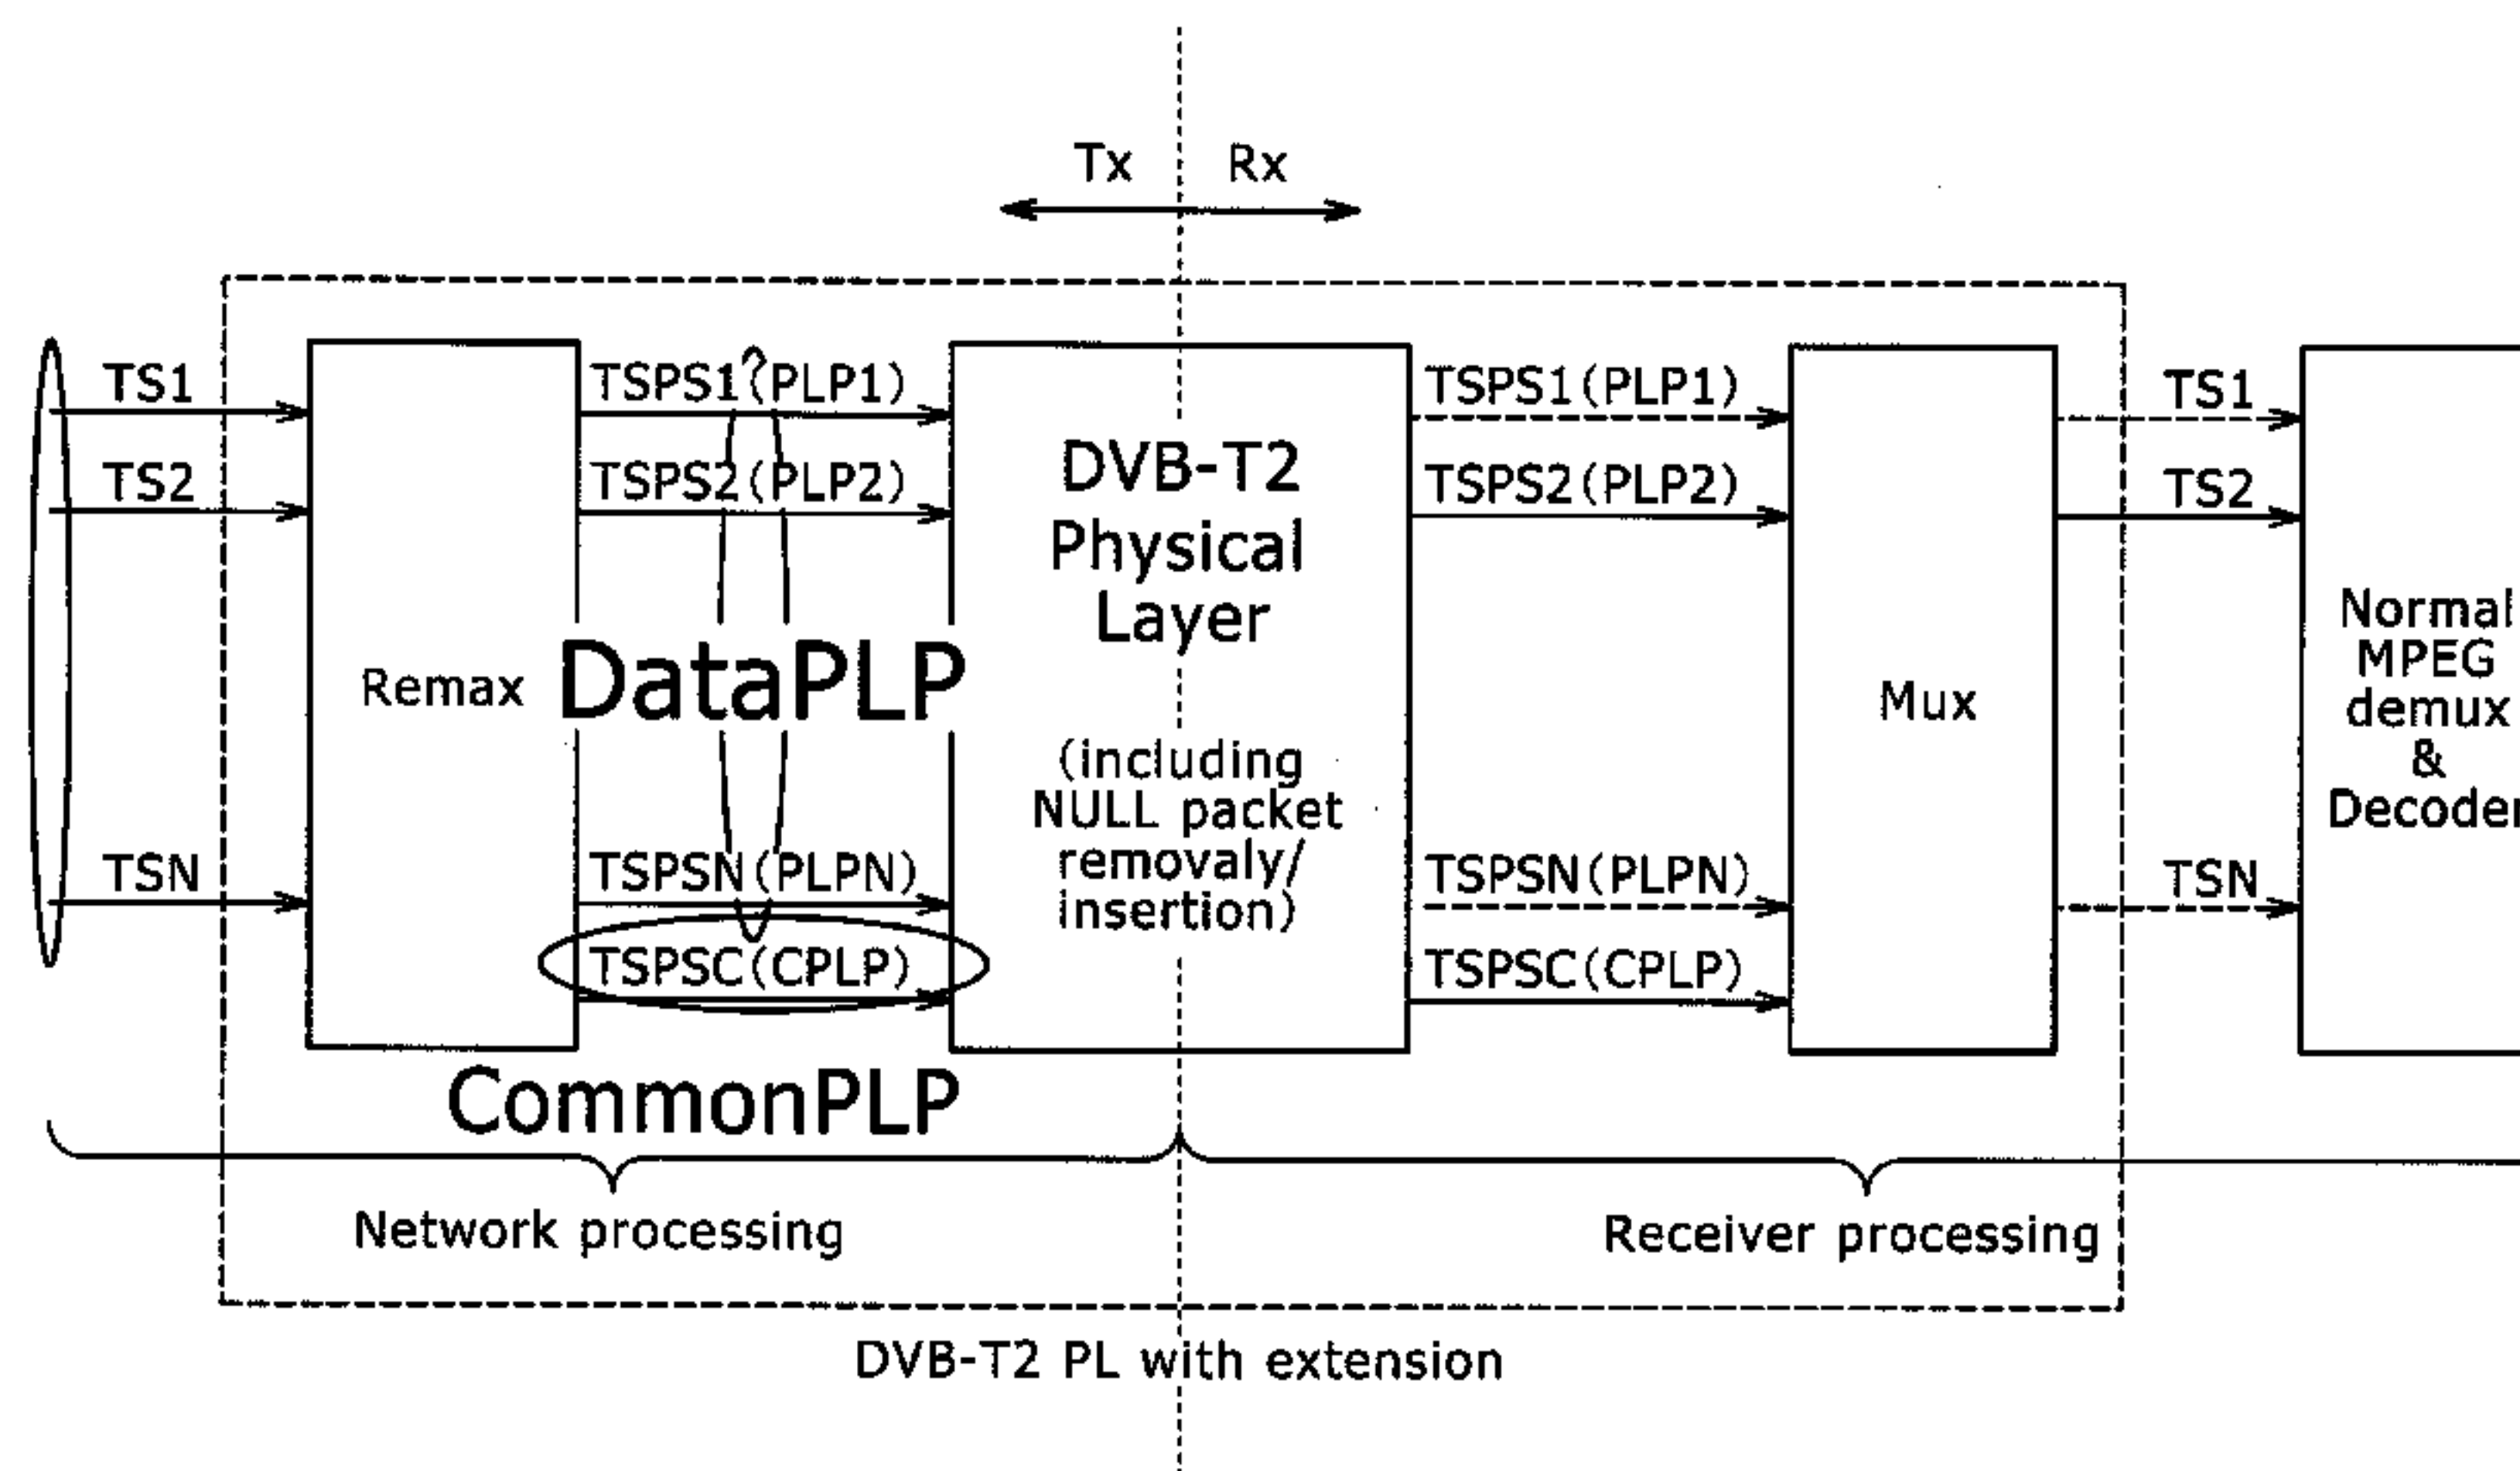 Tx
Rx
TS1
TS2
TSN
Remax
TSPS1(PLP1)
TSPS2(PLP2)
DataPLP
TSPSN(PLPN)
TSPSC(CPLP)
CommonPLP
DVB-T2
Physical
Layer
(including
NULL packet
removaly/
insertion)
TSPS1(PLP1)
TSPS2(PLP2)
TSPSN(PLPN)
TSPSC(CPLP)
Mux
TS1
TS2
TSN
Normal
MPEG
demux
&
Decoder
Network processing
Receiver processing
DVB-T2 PL with extension